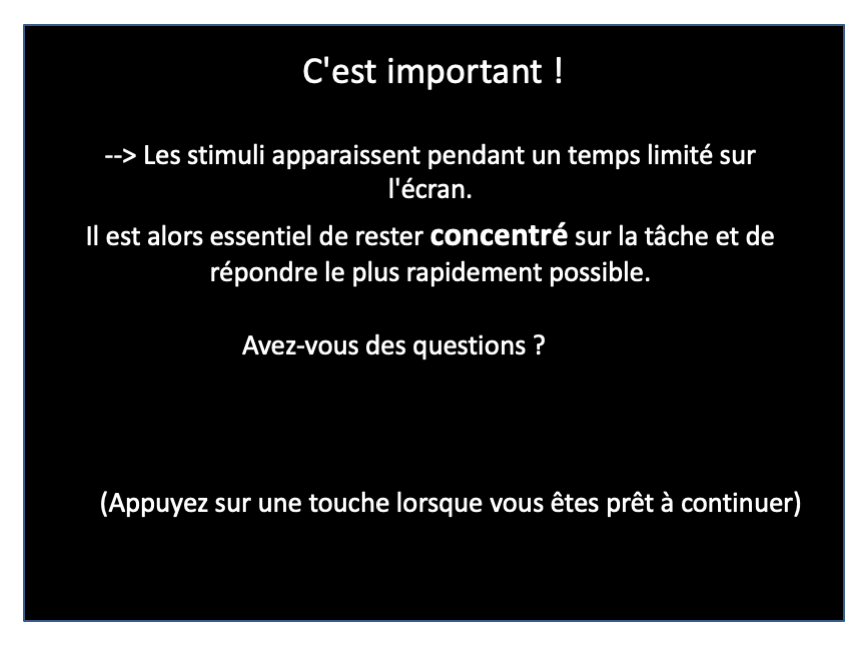 C'est important !
--> Les stimuli apparaissent pendant un temps limité sur
l'écran.
Il est alors essentiel de rester concentré sur la tâche et de
répondre le plus rapidement possible.
Avez-vous des questions ?
(Appuyez sur une touche lorsque vous êtes prêt à continuer)